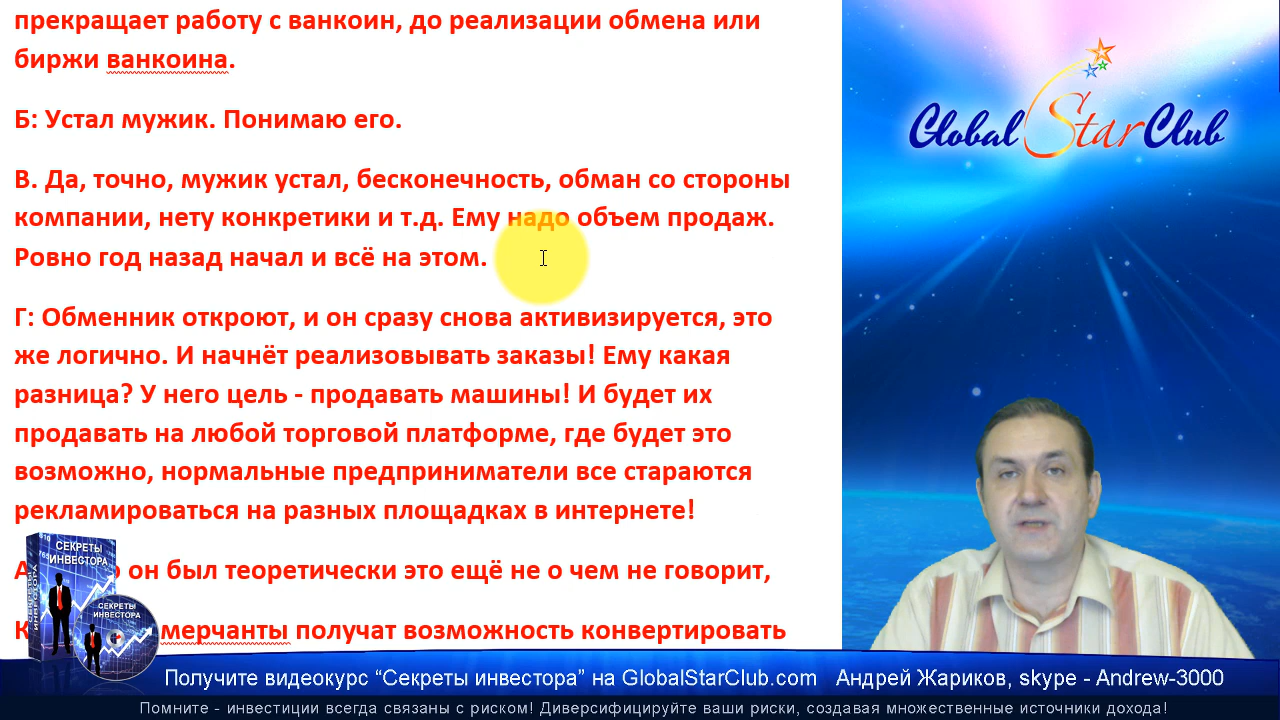 прекращает работу с ванкоин, до реализации обмена или
биржи ванкоина.
Б: Устал мужик. Понимаю его.
В. Да, точно, мужик устал, бесконечность, обман со стороны
компании, нету конкретики и т.д. Ему надо объем продаж.
Ровно год назад начал и всё на этом.
Г: Обменник откроют, и он сразу снова активизируется, это
же логично. И начнёт реализовывать заказы! Ему какая
разница? У него цель - продавать машины! И будет их
продавать на любой торговой платформе, где будет это
возможно, нормальные предприниматели все стараются
рекламироваться на разных площадках в интернете!
он был теоретически это ещё не о чем не говорит,
мерчанты получат возможность конвертировать
Global Star Club
СЕКРЕТЫ
ИНВЕСТОРА
СЕКРЕТЫ
ИНВЕСТОРА
Получите видеокурс “Секреты инвестора” на GlobalStarClub.com Андрей Жариков, skype - Andrew-3000
Помните - инвестиции всегда связаны с риском! Диверсифицируйте ваши риски, создавая множественные источники дохода!